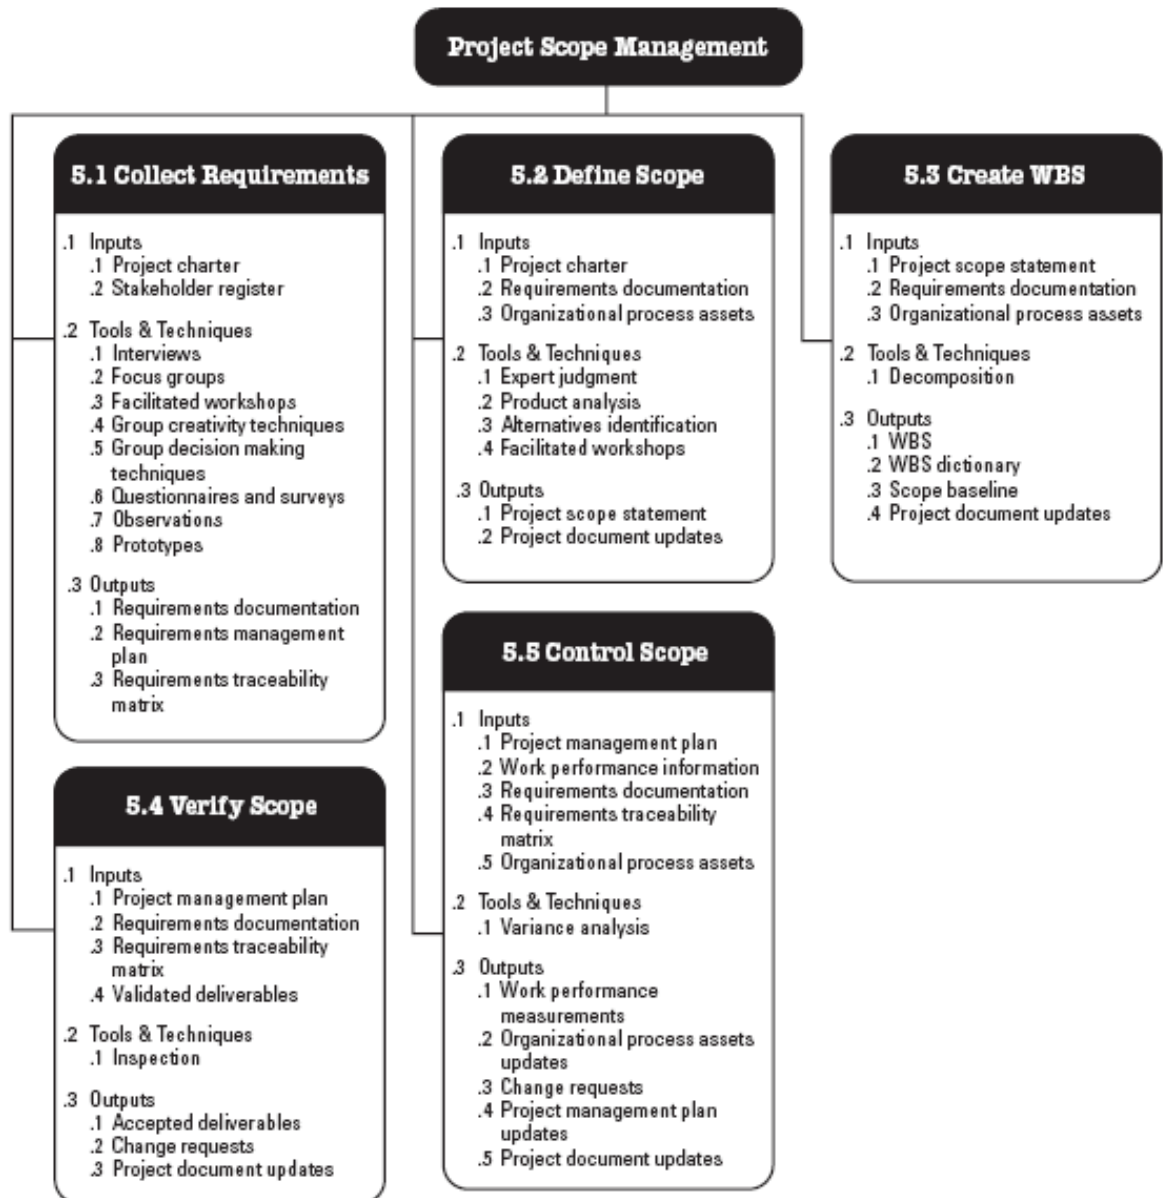 Project Scope Management
5.1 Collect Requirements
.1 Inputs
.1 Project charter
.2 Stakeholder register
.2 Tools & Techniques
.1 Interviews
.2 Focus groups
.3 Facilitated workshops
.4 Group creativity techniques
.5 Group decision making
techniques
.6 Questionnaires and surveys
.7 Observations
.8 Prototypes
.3 Outputs
.1 Requirements documentation
.2 Requirements management
plan
.3 Requirements traceability
matrix
5.2 Define Scope
.1 Inputs
.1 Project charter
.2 Requirements documentation
.3 Organizational process assets
.2 Tools & Techniques
.1 Expert judgment
.2 Product analysis
.3 Alternatives identification
.4 Facilitated workshops
.3 Outputs
.1 Project scope statement
.2 Project document updates
5.3 Create WBS
.1 Inputs
.1 Project scope statement
.2 Requirements documentation
.3 Organizational process assets
.2 Tools & Techniques
.1 Decomposition
.3 Outputs
.1 WBS
.2 WBS dictionary
.3 Scope baseline
.4 Project document updates
5.4 Verify Scope
.1 Inputs
.1 Project management plan
.2 Requirements documentation
.3 Requirements traceability
matrix
.4 Validated deliverables
.2 Tools & Techniques
.1 Inspection
.3 Outputs
.1 Accepted deliverables
.2 Change requests
.3 Project document updates
5.5 Control Scope
.1 Inputs
.1 Project management plan
.2 Work performance information
.3 Requirements documentation
.4 Requirements traceability
matrix
.5 Organizational process assets
.2 Tools & Techniques
.1 Variance analysis
.3 Outputs
.1 Work performance
measurements
.2 Organizational process assets
updates
.3 Change requests
.4 Project management plan
updates
.5 Project document updates